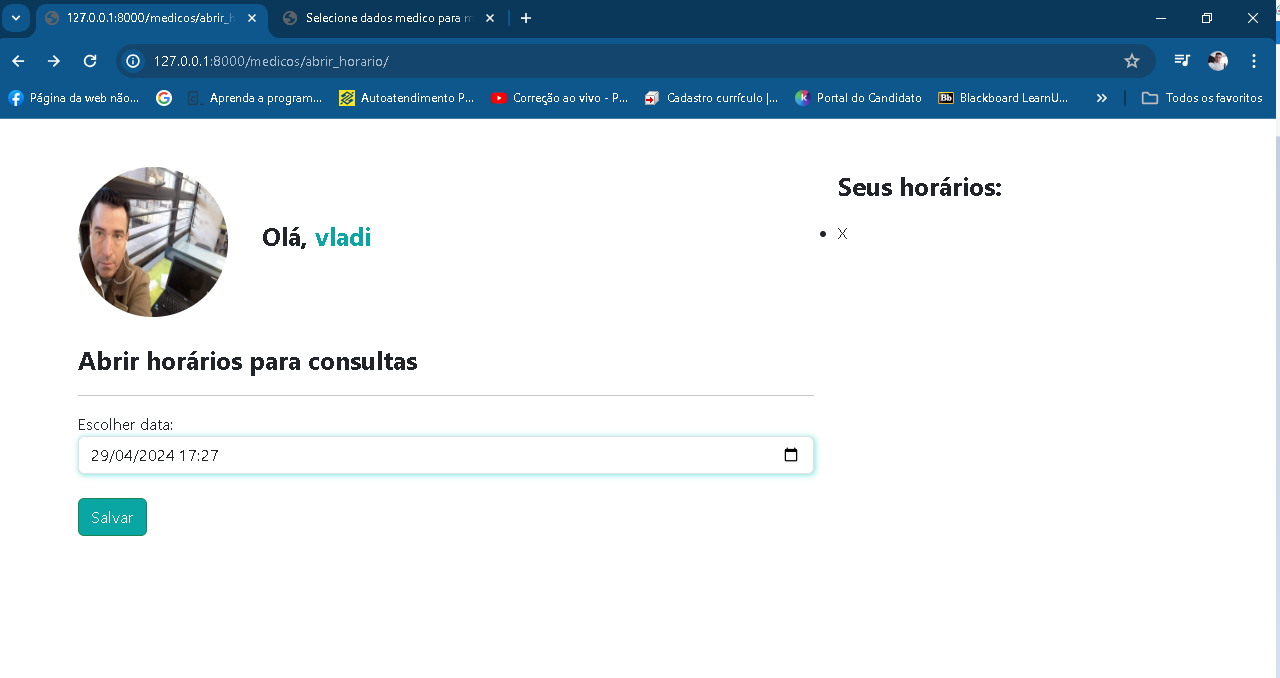 127.0.0.1:8000/medicos/abrir_h
Selecione dados medico para m
127.0.0.1:8000/medicos/abrir_horario/
Página da web não...
Aprenda a program...
Autoatendimento P...
Correção ao vivo - P...
Cadastro currículo |...
Portal do Candidato
Bb
Blackboard LearnU...
Todos os favoritos
Olá, vladi
Abrir horários para consultas
Escolher data:
29/04/2024 17:27
Salvar
Seus horários:
X